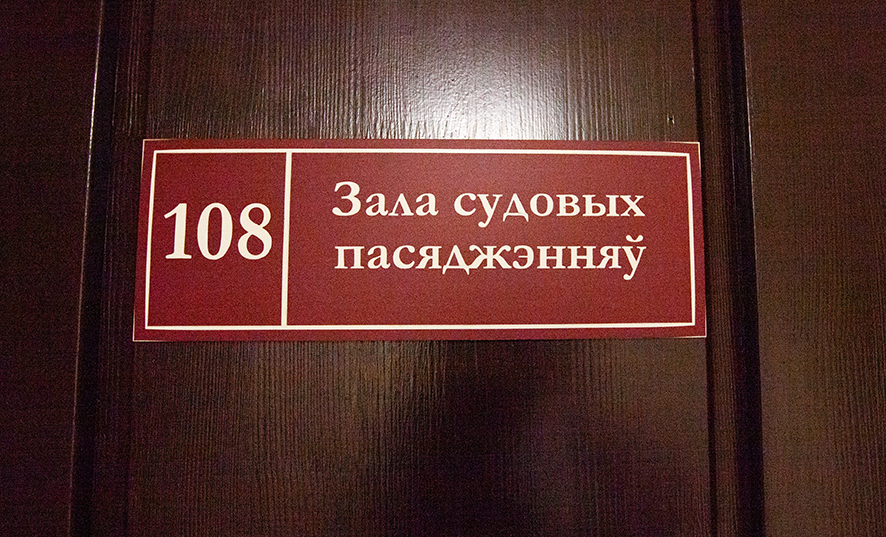 108
Зала судовых
пасяджэнняў